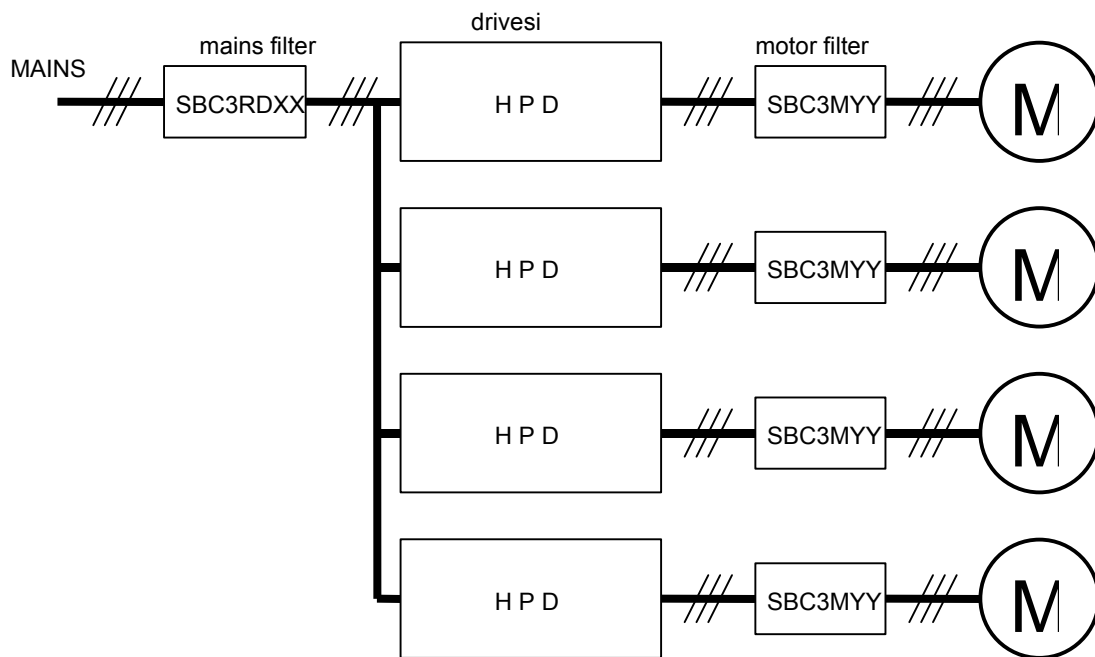 drivesi
mains filter
motor filter
MAINS
SBC3RDXX
H P D
SBC3MYY
M
H P D
SBC3MYY
M
H P D
SBC3MYY
M
H P D
SBC3MYY
M